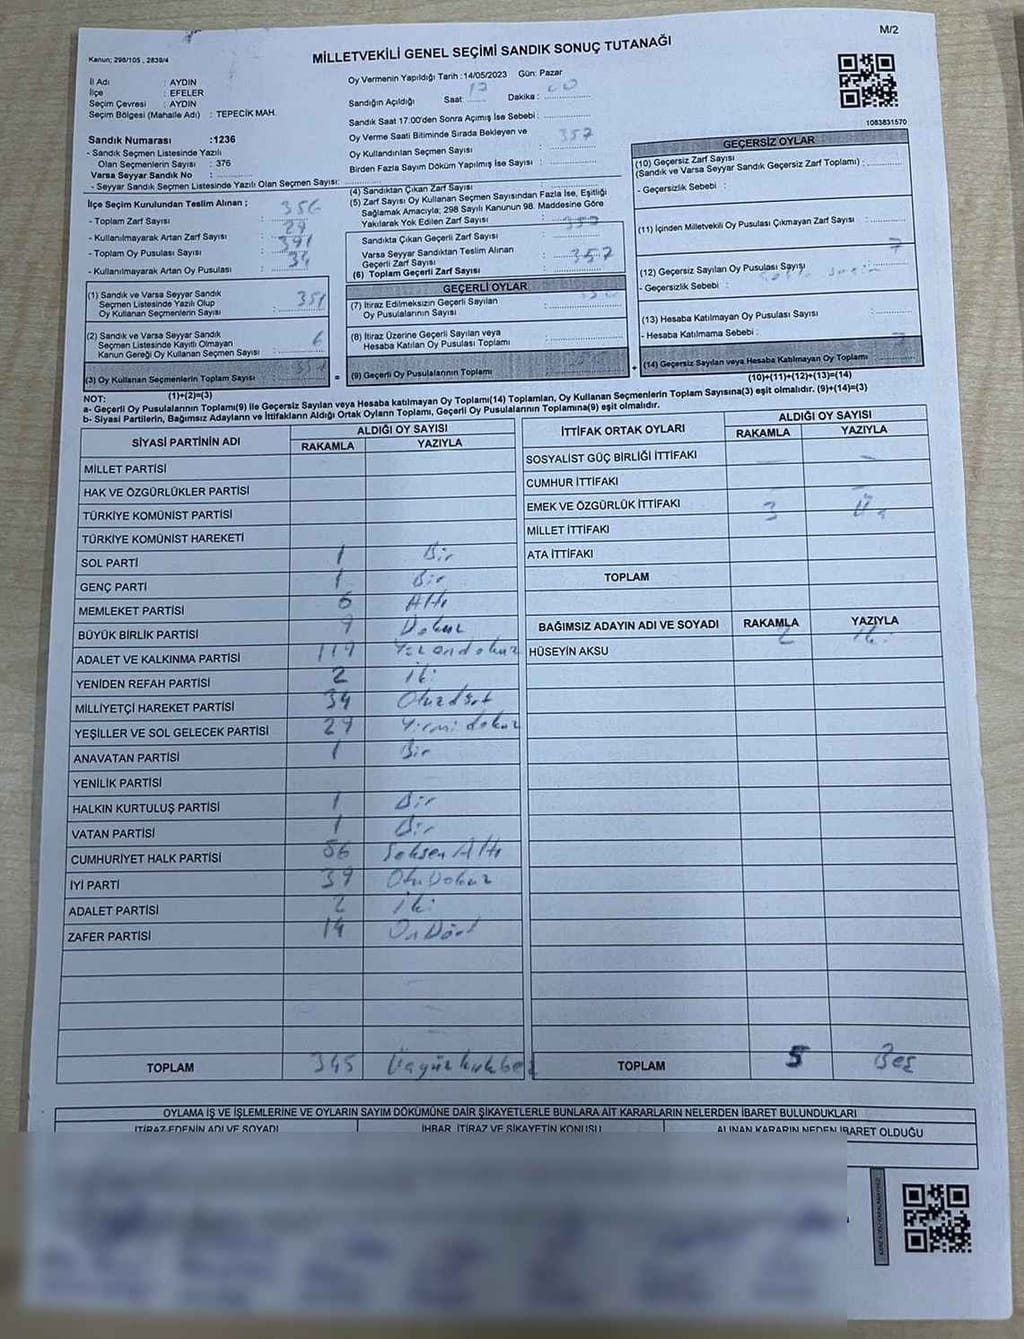 M/2
Kanun; 298/105 , 2839/4
MİLLETVEKİLİ GENEL SEÇİMİ SANDIK SONUÇ TUTANAĞI
İl Adı : AYDIN
İlçe : EFELER
Seçim Çevresi : AYDIN
Seçim Bölgesi (Mahalle Adı) : TEPECİK MAH.
Sandık Numarası :1236
- Sandık Seçmen Listesinde Yazılı
Olan Seçmenlerin Sayısı : 376
Varsa Seyyar Sandık No :
- Seyyar Sandık Seçmen Listesinde Yazılı Olan Seçmen Sayısı:
Oy Vermenin Yapıldığı Tarih :14/05/2023 Gün: Pazar
Sandığın Açıldığı Saat: 17 Dakika: 00
Sandık Saat 17:00'den Sonra Açımış İse Sebebi :
Oy Verme Saati Bitiminde Sırada Bekleyen ve
Oy Kullandırılan Seçmen Sayısı : 357
Birden Fazla Sayım Döküm Yapılmış İse Sayısı :
1083831570
İlçe Seçim Kurulundan Teslim Alınan ;
- Toplam Zarf Sayısı :
- Kullanılmayarak Artan Zarf Sayısı : 29
- Toplam Oy Pusulası Sayısı : 391
- Kullanılmayarak Artan Oy Pusulası : 34
(1) Sandık ve Varsa Seyyar Sandık
Seçmen Listesinde Yazılı Olup
Oy Kullanan Seçmenlerin Sayısı : 351
(2) Sandık ve Varsa Seyyar Sandık
Seçmen Listesinde Kayıtlı Olmayan
Kanun Gereği Oy Kullanan Seçmen Sayısı : 6
(3) Oy Kullanan Seçmenlerin Toplam Sayısı : 357
(1)+(2)=(3)
(4) Sandıktan Çıkan Zarf Sayısı :
(5) Zarf Sayısı Oy Kullanan Seçmen Sayısından Fazla İse, Eşitliği
Sağlamak Amacıyla; 298 Sayılı Kanunun 98. Maddesine Göre
Yakılarak Yok Edilen Zarf Sayısı :
Sandıkta Çıkan Geçerli Zarf Sayısı : 357
Varsa Seyyar Sandıktan Teslim Alınan
Geçerli Zarf Sayısı :
(6) Toplam Geçerli Zarf Sayısı : 357
GEÇERLİ OYLAR
(7) İtiraz Edilmeksizin Geçerli Sayılan
Oy Pusulalarının Sayısı : 350
(8) İtiraz Üzerine Geçerli Sayılan veya
Hesaba Katılan Oy Pusulası Toplamı :
(9) Geçerli Oy Pusulalarının Toplamı : 350
GEÇERSİZ OYLAR
(10) Geçersiz Zarf Sayısı
(Sandık ve Varsa Seyyar Sandık Geçersiz Zarf Toplamı) :
- Geçersizlik Sebebi :
(11) İçinden Milletvekili Oy Pusulası Çıkmayan Zarf Sayısı :
(12) Geçersiz Sayılan Oy Pusulası Sayısı : 7
- Geçersizlik Sebebi :
(13) Hesaba Katılmayan Oy Pusulası Sayısı :
- Hesaba Katılmama Sebebi :
(14) Geçersiz Sayılan veya Hesaba Katılmayan Oy Toplamı : 7
(10)+(11)+(12)+(13)=(14)
NOT:
a- Geçerli Oy Pusulalarının Toplamı(9) ile Geçersiz Sayılan veya Hesaba katılmayan Oy Toplamı(14) Toplamları, Oy Kullanan Seçmenlerin Toplam Sayısına(3) eşit olmalıdır. (9)+(14)=(3)
b- Siyasi Partilerin, Bağımsız Adayların ve İttifakların Aldığı Ortak Oyların Toplamı, Geçerli Oy Pusulalarının Toplamına(9) eşit olmalıdır.
SİYASİ PARTİNİN ADI
ALDIĞI OY SAYISI
RAKAMLA YAZIYLA
MİLLET PARTİSİ
HAK VE ÖZGÜRLÜKLER PARTİSİ
TÜRKİYE KOMÜNİST PARTİSİ
TÜRKİYE KOMÜNİST HAREKETİ
SOL PARTİ 1 Bir
GENÇ PARTİ 1 Bir
MEMLEKET PARTİSİ 6 Altı
BÜYÜK BİRLİK PARTİSİ 9 Dokuz
ADALET VE KALKINMA PARTİSİ 119 Yüz ondokuz
YENİDEN REFAH PARTİSİ 2 İki
MİLLİYETÇİ HAREKET PARTİSİ 34 Otuzdört
YEŞİLLER VE SOL GELECEK PARTİSİ 29 Yirmi dokuz
ANAVATAN PARTİSİ 1 Bir
YENİLİK PARTİSİ
HALKIN KURTULUŞ PARTİSİ 1 Bir
VATAN PARTİSİ 1 Bir
CUMHURİYET HALK PARTİSİ 86 Seksen Altı
İYİ PARTİ 39 OtuDokuz
ADALET PARTİSİ 2 İki
ZAFER PARTİSİ 14 OnDört
TOPLAM 345 Üçyüzkırkbeş
İTTİFAK ORTAK OYLARI
ALDIĞI OY SAYISI
RAKAMLA YAZIYLA
SOSYALİST GÜÇ BİRLİĞİ İTTİFAKI
CUMHUR İTTİFAKI
EMEK VE ÖZGÜRLÜK İTTİFAKI 3 Üç
MİLLET İTTİFAKI
ATA İTTİFAKI
TOPLAM
BAĞIMSIZ ADAYIN ADI VE SOYADI RAKAMLA YAZIYLA
HÜSEYİN AKSU 2 İki
TOPLAM 5 Beş
OYLAMA İŞ VE İŞLEMLERİNE VE OYLARIN SAYIM DÖKÜMÜNE DAİR ŞİKAYETLERLE BUNLARA AİT KARARLARIN NELERDEN İBARET BULUNDUKLARI
İTİRAZ EDENİN ADI VE SOYADI İHBAR, İTİRAZ VE ŞİKAYETİN KONUSU ALINAN KARARIN NEDEN İBARET OLDUĞU